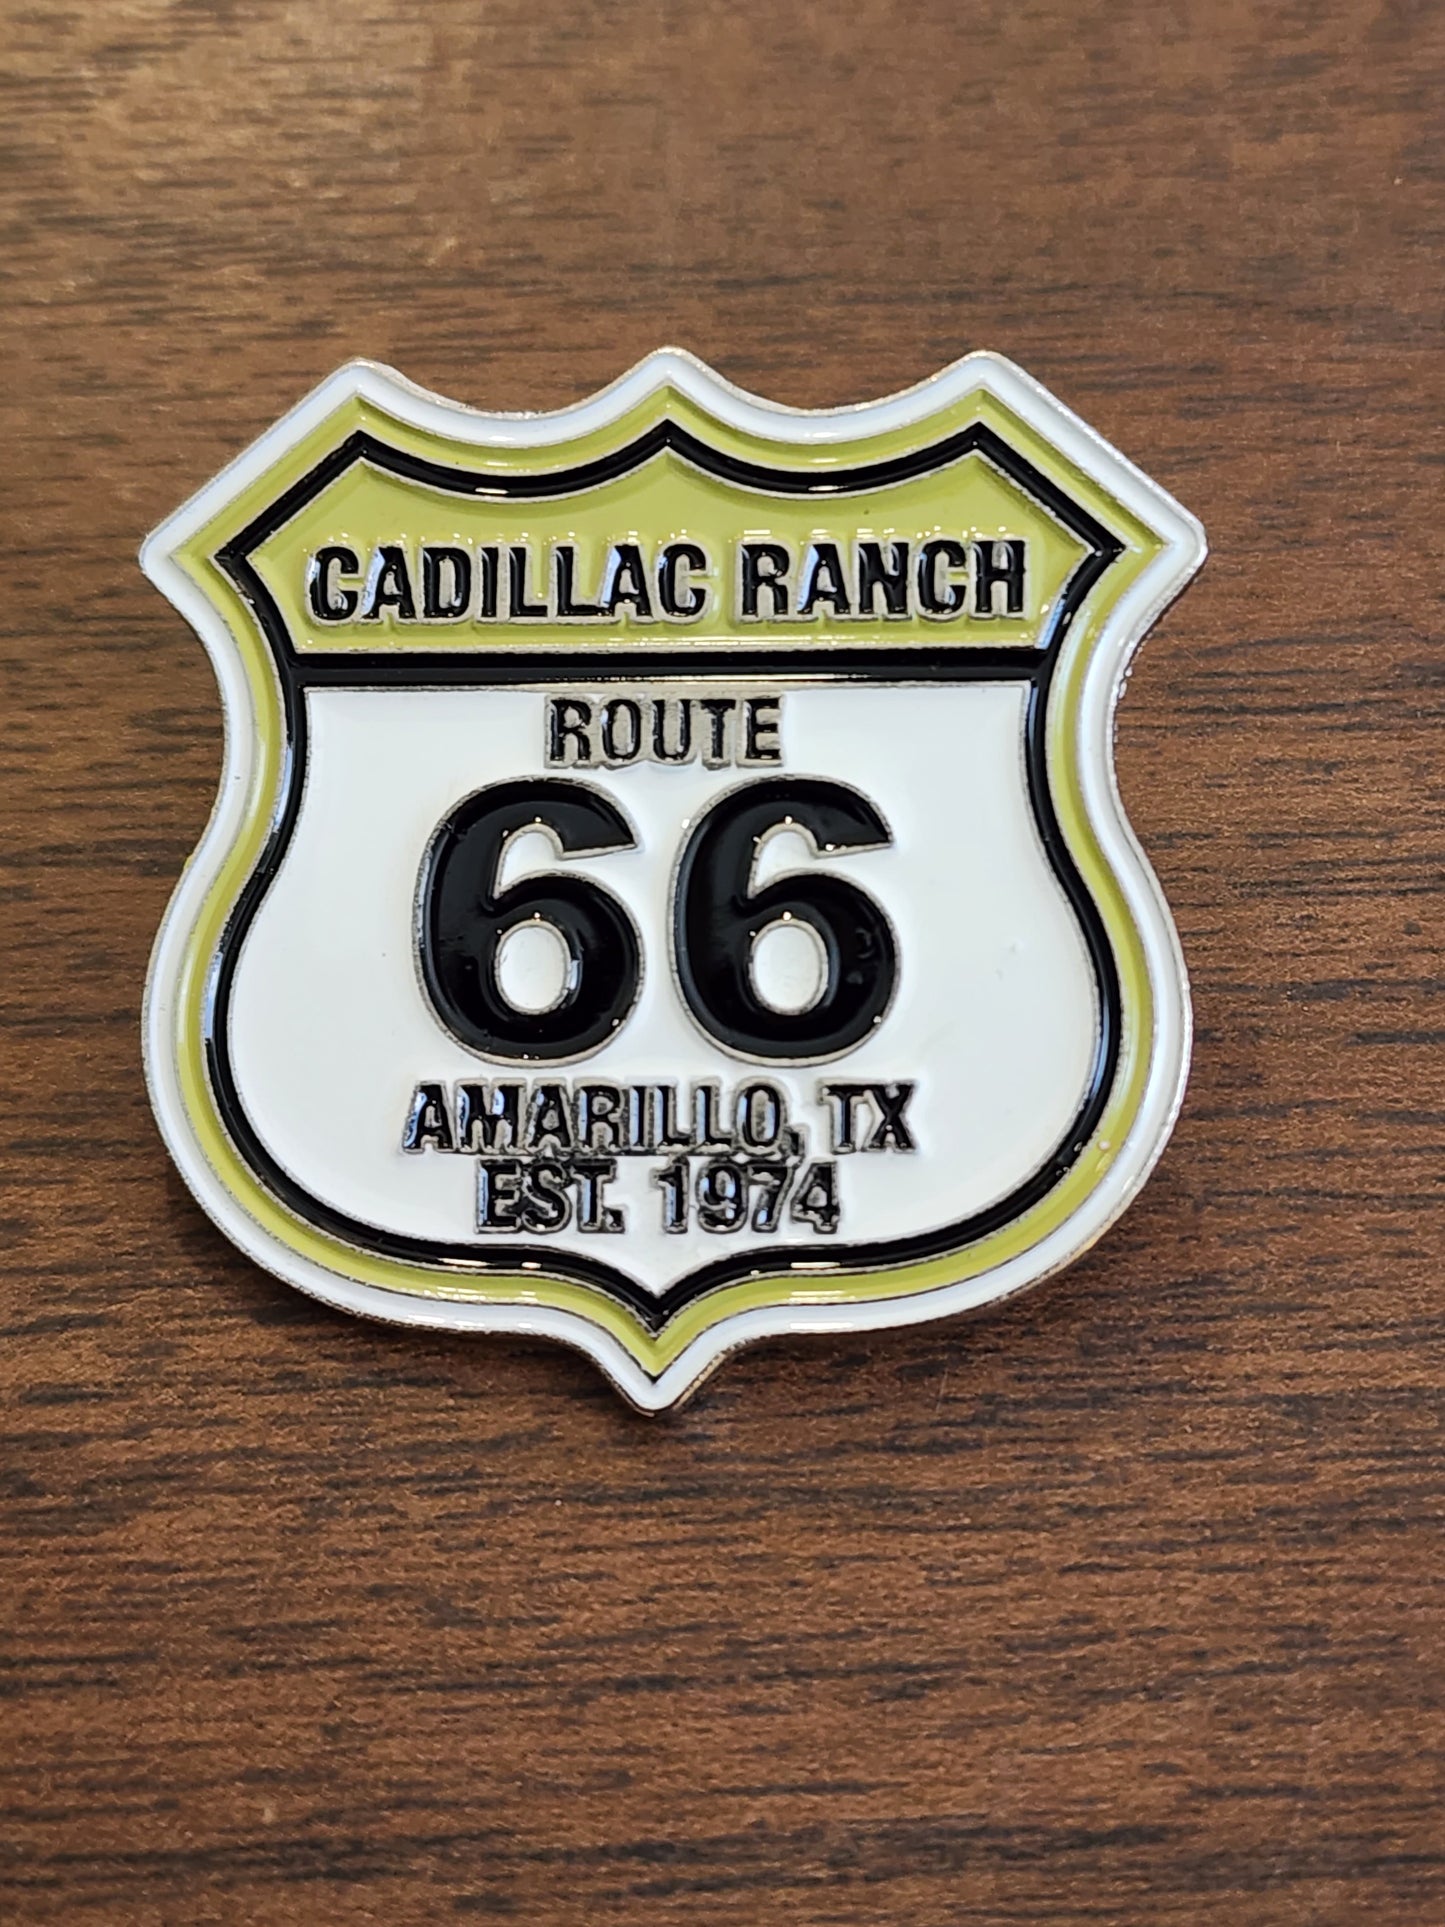 CADILLAC RANCH
ROUTE
66
AMARILLO, TX
EST. 1974